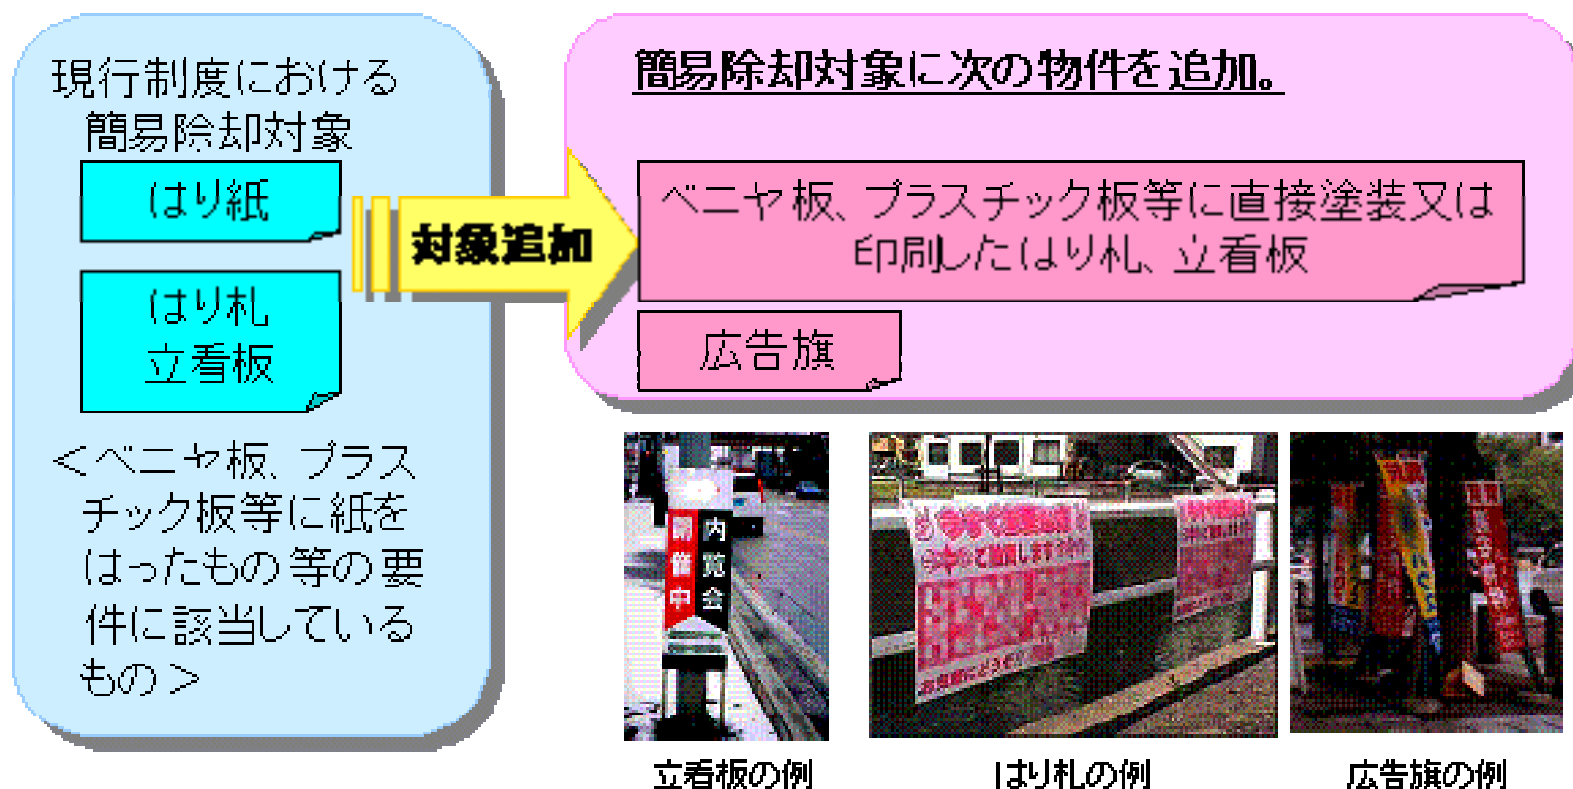 現行制度における
簡易除却対象
はり紙
はり札
立看板
＜ベニヤ板、プラス
チック板等に紙を
はったもの等の要
件に該当している
もの＞
対象追加
簡易除却対象に次の物件を追加。
ベニヤ板、プラスチック板等に直接塗装又は
印刷したはり札、立看板
広告旗
内覧会
開催中
立看板の例
はり札の例
広告旗の例